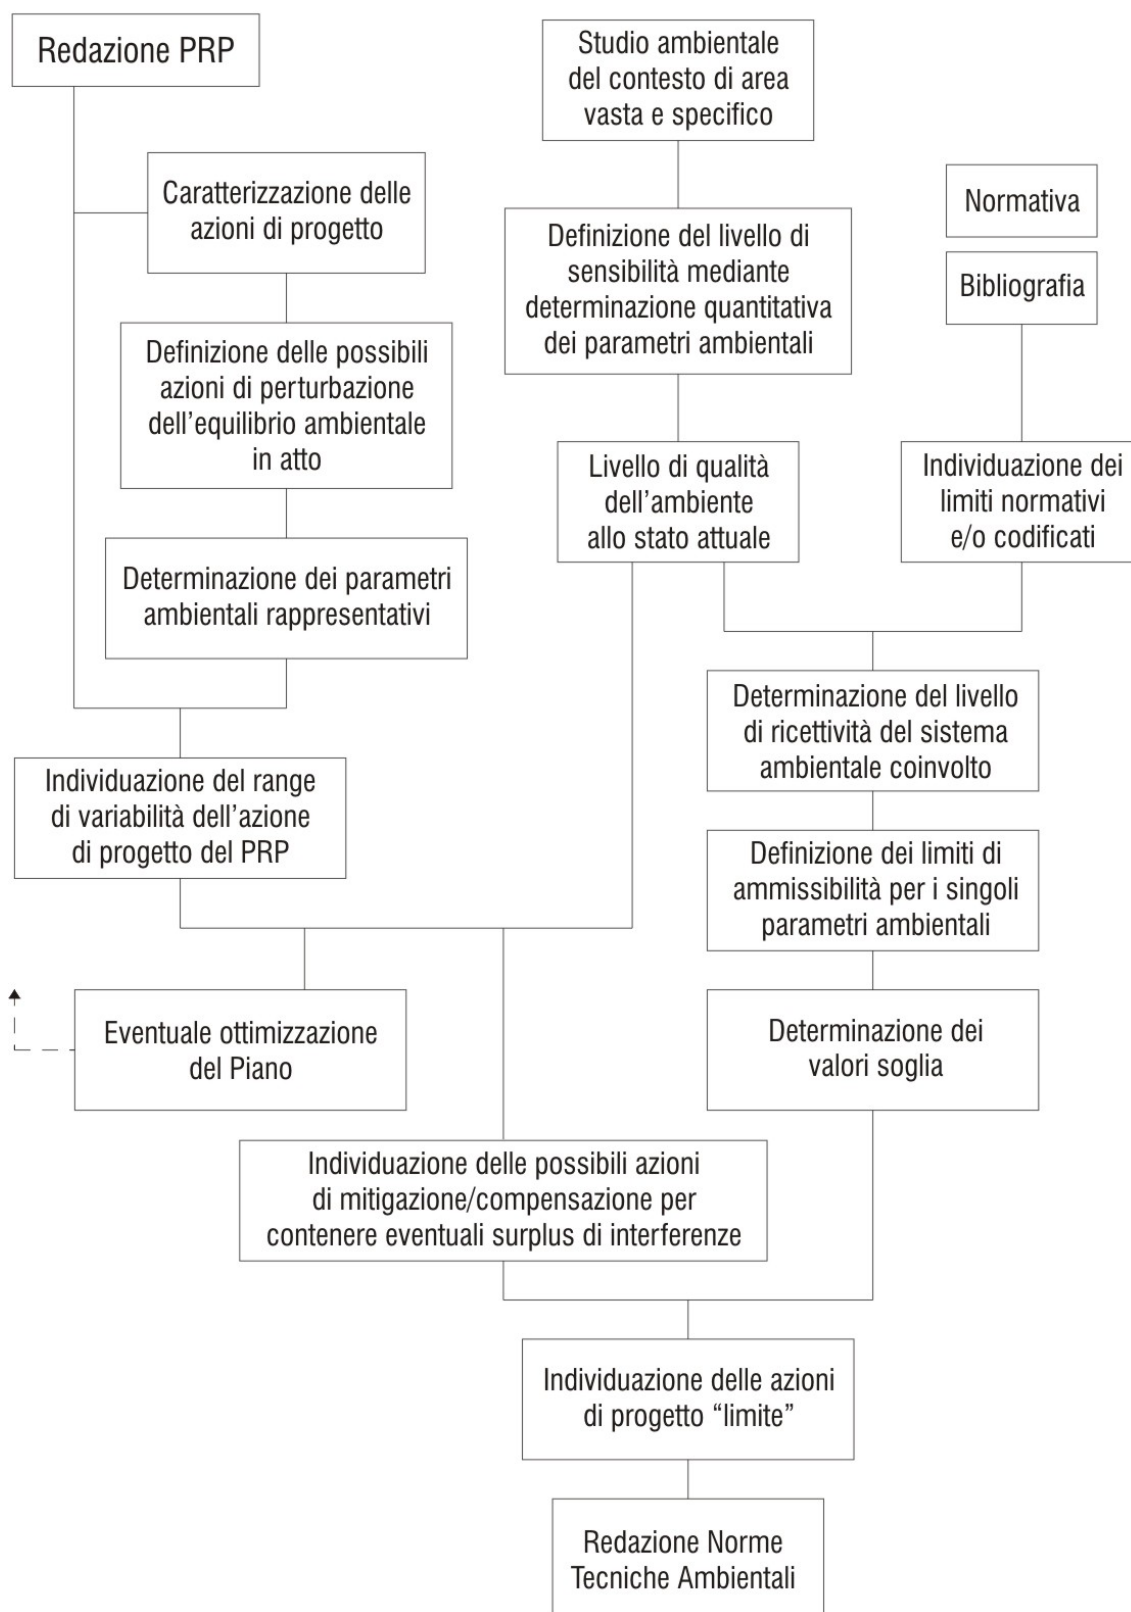 Redazione PRP
Caratterizzazione delle
azioni di progetto
Definizione delle possibili
azioni di perturbazione
dell’equilibrio ambientale
in atto
Determinazione dei parametri
ambientali rappresentativi
Individuazione del range
di variabilità dell’azione
di progetto del PRP
Eventuale ottimizzazione
del Piano
Studio ambientale
del contesto di area
vasta e specifico
Definizione del livello di
sensibilità mediante
determinazione quantitativa
dei parametri ambientali
Livello di qualità
dell’ambiente
allo stato attuale
Normativa
Bibliografia
Individuazione dei
limiti normativi
e/o codificati
Determinazione del livello
di ricettività del sistema
ambientale coinvolto
Definizione dei limiti di
ammissibilità per i singoli
parametri ambientali
Determinazione dei
valori soglia
Individuazione delle possibili azioni
di mitigazione/compensazione per
contenere eventuali surplus di interferenze
Individuazione delle azioni
di progetto “limite”
Redazione Norme
Tecniche Ambientali